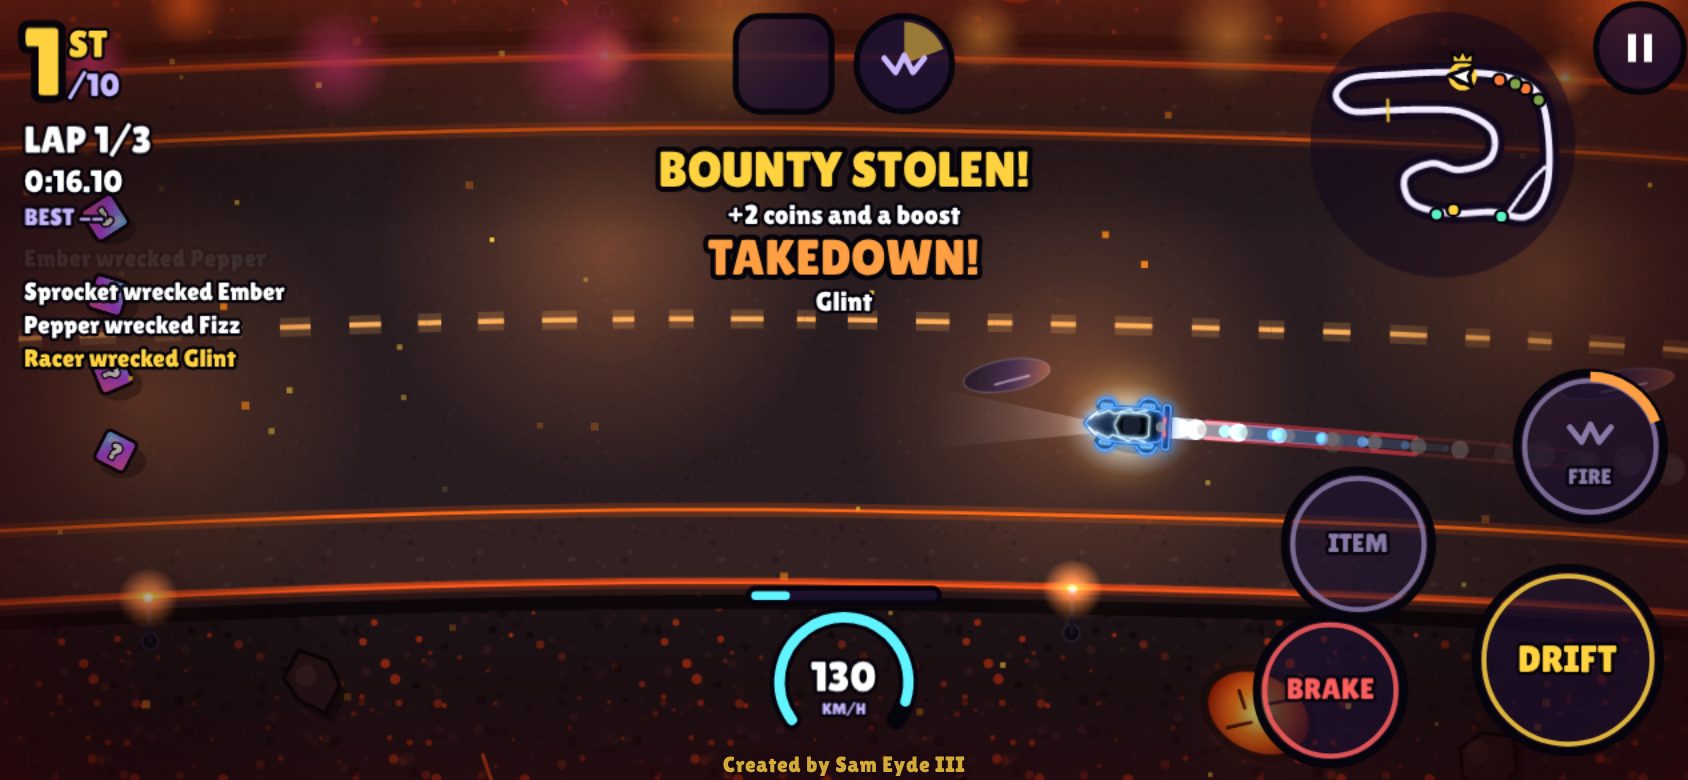 1ST
/10
LAP 1/3
0:16.10
BEST --
Ember wrecked Pepper
Sprocket wrecked Ember
Pepper wrecked Fizz
Racer wrecked Glint
BOUNTY STOLEN!
+2 coins and a boost
TAKEDOWN!
Glint
?
FIRE
ITEM
DRIFT
BRAKE
130
KM/H
Created by Sam Eyde III